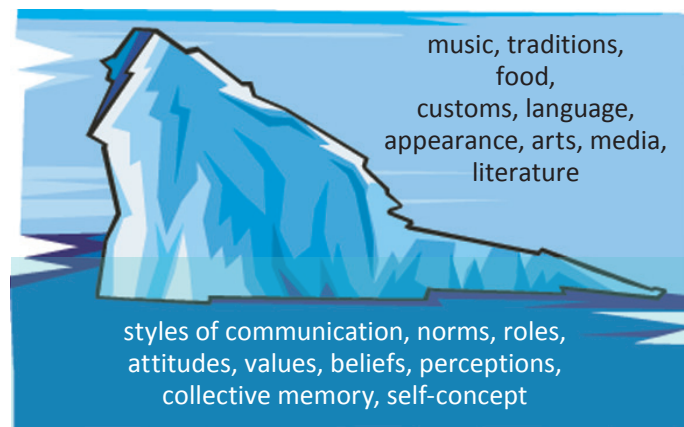 music, traditions,
food,
customs, language,
appearance, arts, media,
literature
styles of communication, norms, roles,
attitudes, values, beliefs, perceptions,
collective memory, self-concept